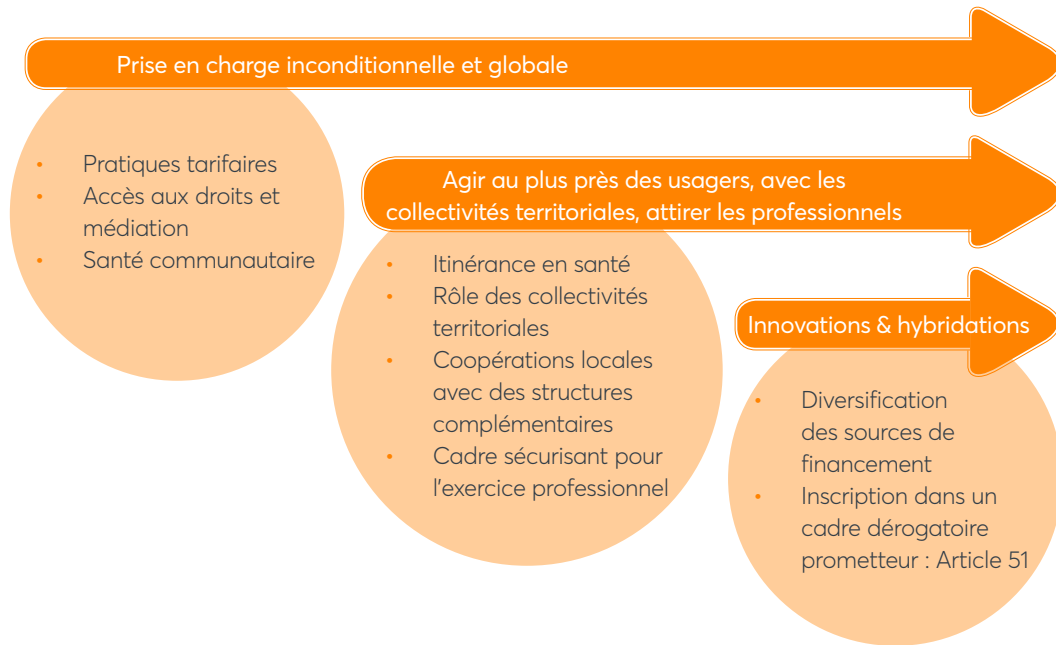 Prise en charge inconditionnelle et globale
• Pratiques tarifaires
• Accès aux droits et
médiation
• Santé communautaire
Agir au plus près des usagers, avec les
collectivités territoriales, attirer les professionnels
• Itinérance en santé
• Rôle des collectivités
territoriales
• Coopérations locales
avec des structures
complémentaires
• Cadre sécurisant pour
l'exercice professionnel
Innovations & hybridations
• Diversification
des sources de
financement
• Inscription dans un
cadre dérogatoire
prometteur : Article 51